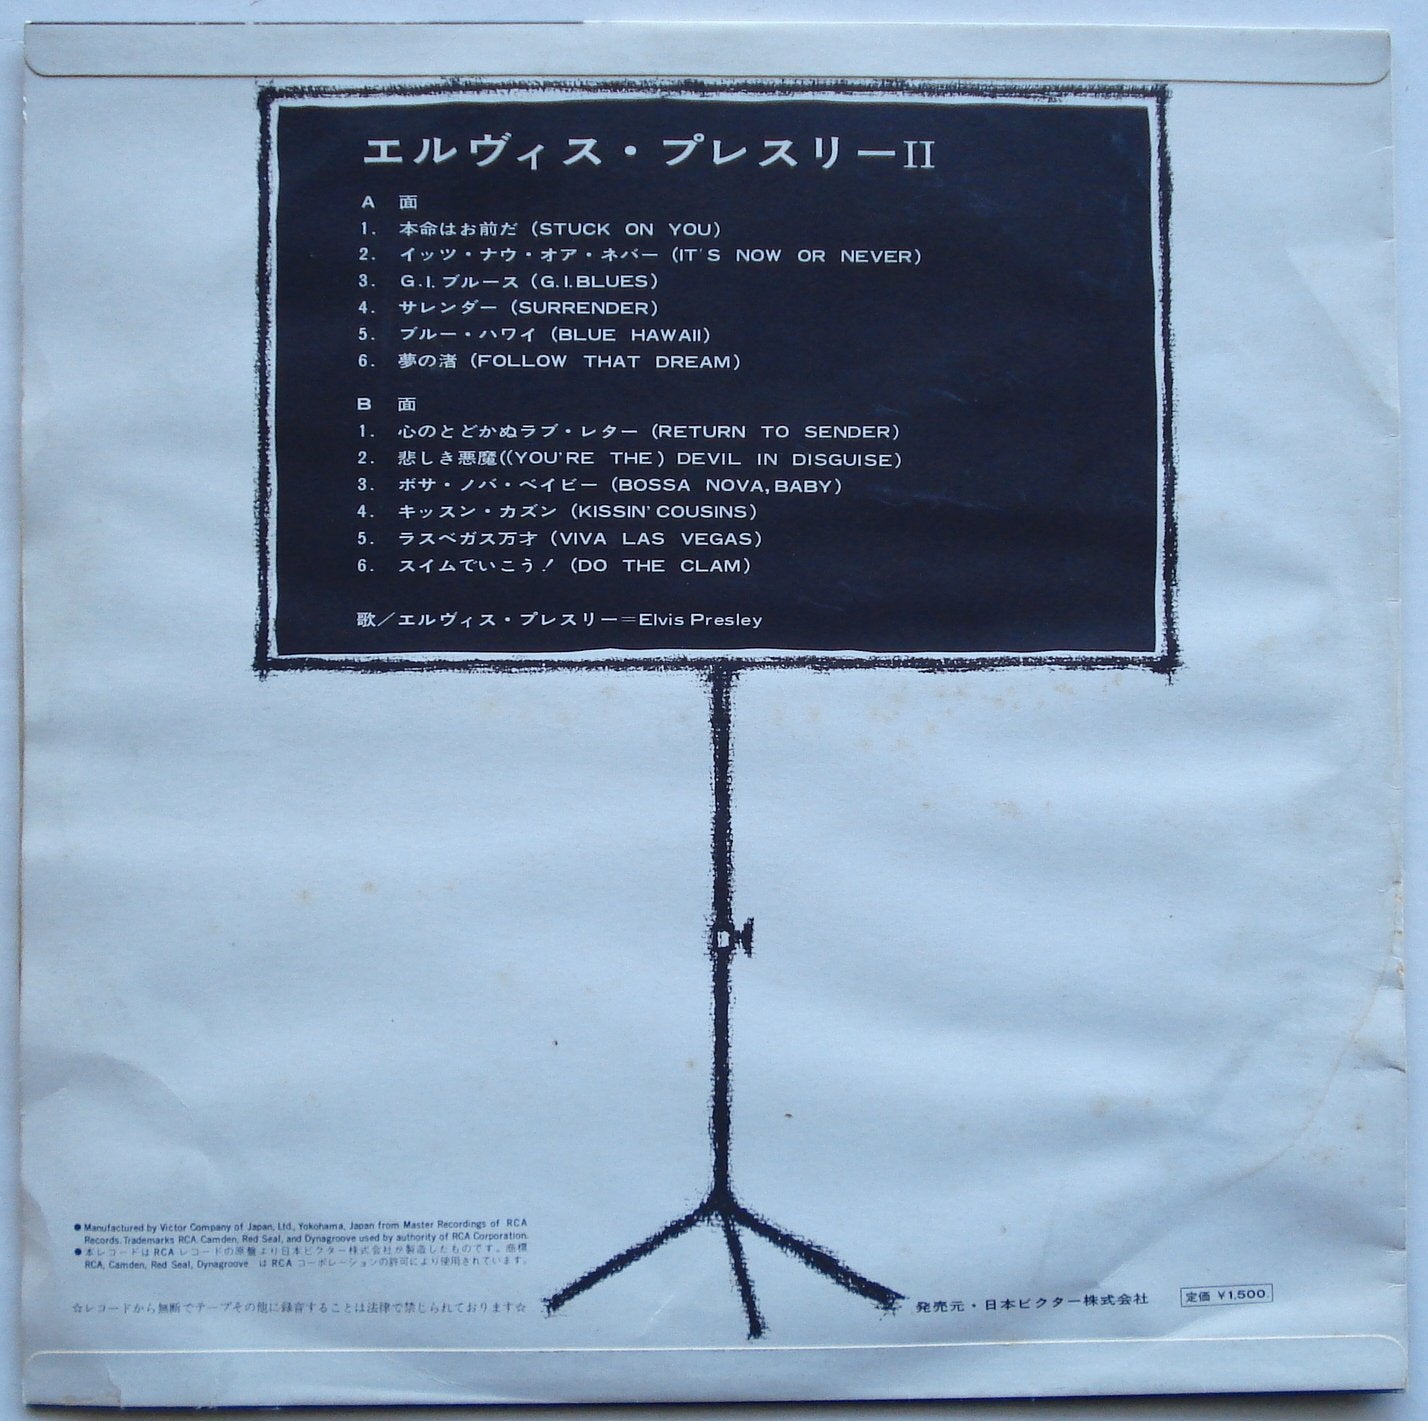 エルヴィス・プレスリーII
A 面
1. 本命はお前だ (STUCK ON YOU)
2. イッツ・ナウ・オア・ネバー (IT'S NOW OR NEVER)
3. G.I.ブルース (G.I.BLUES)
4. サレンダー (SURRENDER)
5. ブルー・ハワイ (BLUE HAWAII)
6. 夢の渚 (FOLLOW THAT DREAM)
B 面
1. 心のとどかぬラブ・レター (RETURN TO SENDER)
2. 悲しき悪魔((YOU'RE THE) DEVIL IN DISGUISE)
3. ボサ・ノバ・ベイビー (BOSSA NOVA, BABY)
4. キッスン・カズン (KISSIN' COUSINS)
5. ラスベガス万才 (VIVA LAS VEGAS)
6. スイムでいこう! (DO THE CLAM)
歌/エルヴィス・プレスリー=Elvis Presley
●Manufactured by Victor Company of Japan, Ltd., Yokohama, Japan from Master Recordings of RCA
Records. Trademarks RCA, Camden, Red Seal, and Dynagroove used by authority of RCA Corporation.
●本レコードはRCAレコードの原盤より日本ビクター株式会社が製造したものです。商標
RCA, Camden, Red Seal, Dynagroove はRCAコーポレーションの許可により使用されています。
☆レコードから無断でテープその他に録音することは法律で禁じられております☆
発売元・日本ビクター株式会社
定価 ¥1,500